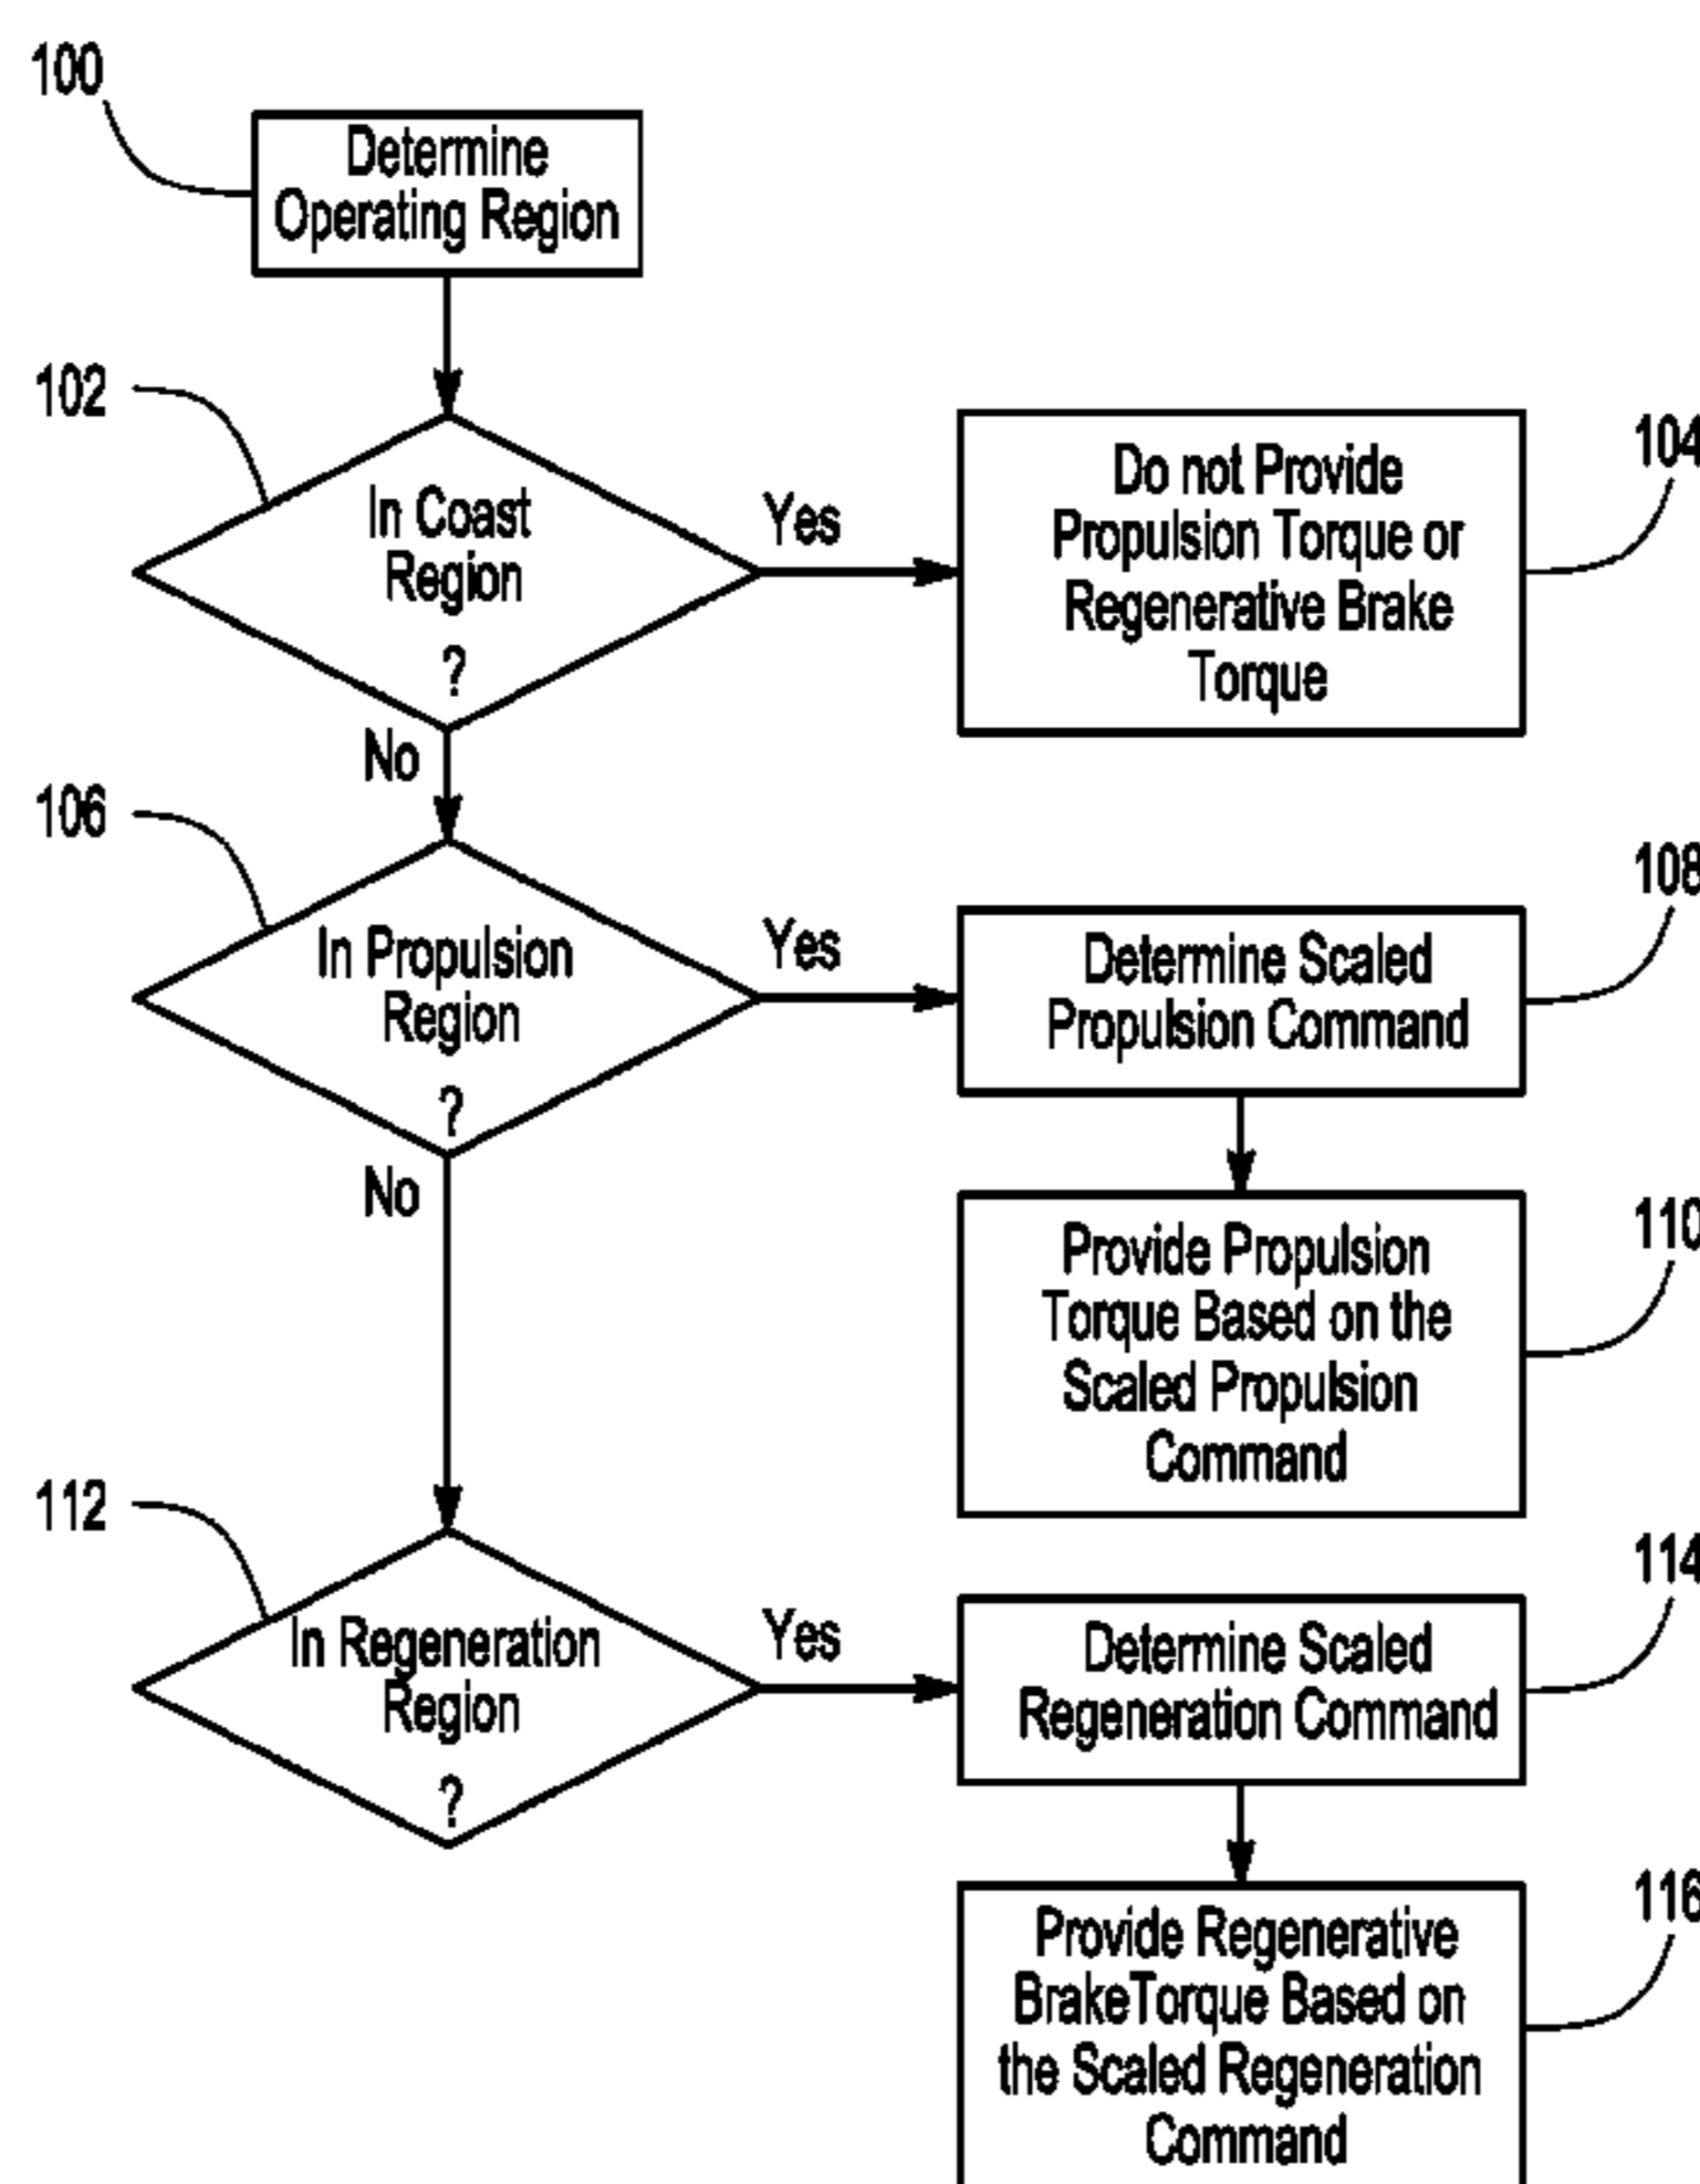 100
Determine
Operating Region
102
In Coast
Region
?
Yes
No
Do not Provide
Propulsion Torque or
Regenerative Brake
Torque
104
106
In Propulsion
Region
?
Yes
No
Determine Scaled
Propulsion Command
108
Provide Propulsion
Torque Based on the
Scaled Propulsion
Command
110
112
In Regeneration
Region
?
Yes
Determine Scaled
Regeneration Command
114
Provide Regenerative
BrakeTorque Based on
the Scaled Regeneration
Command
116